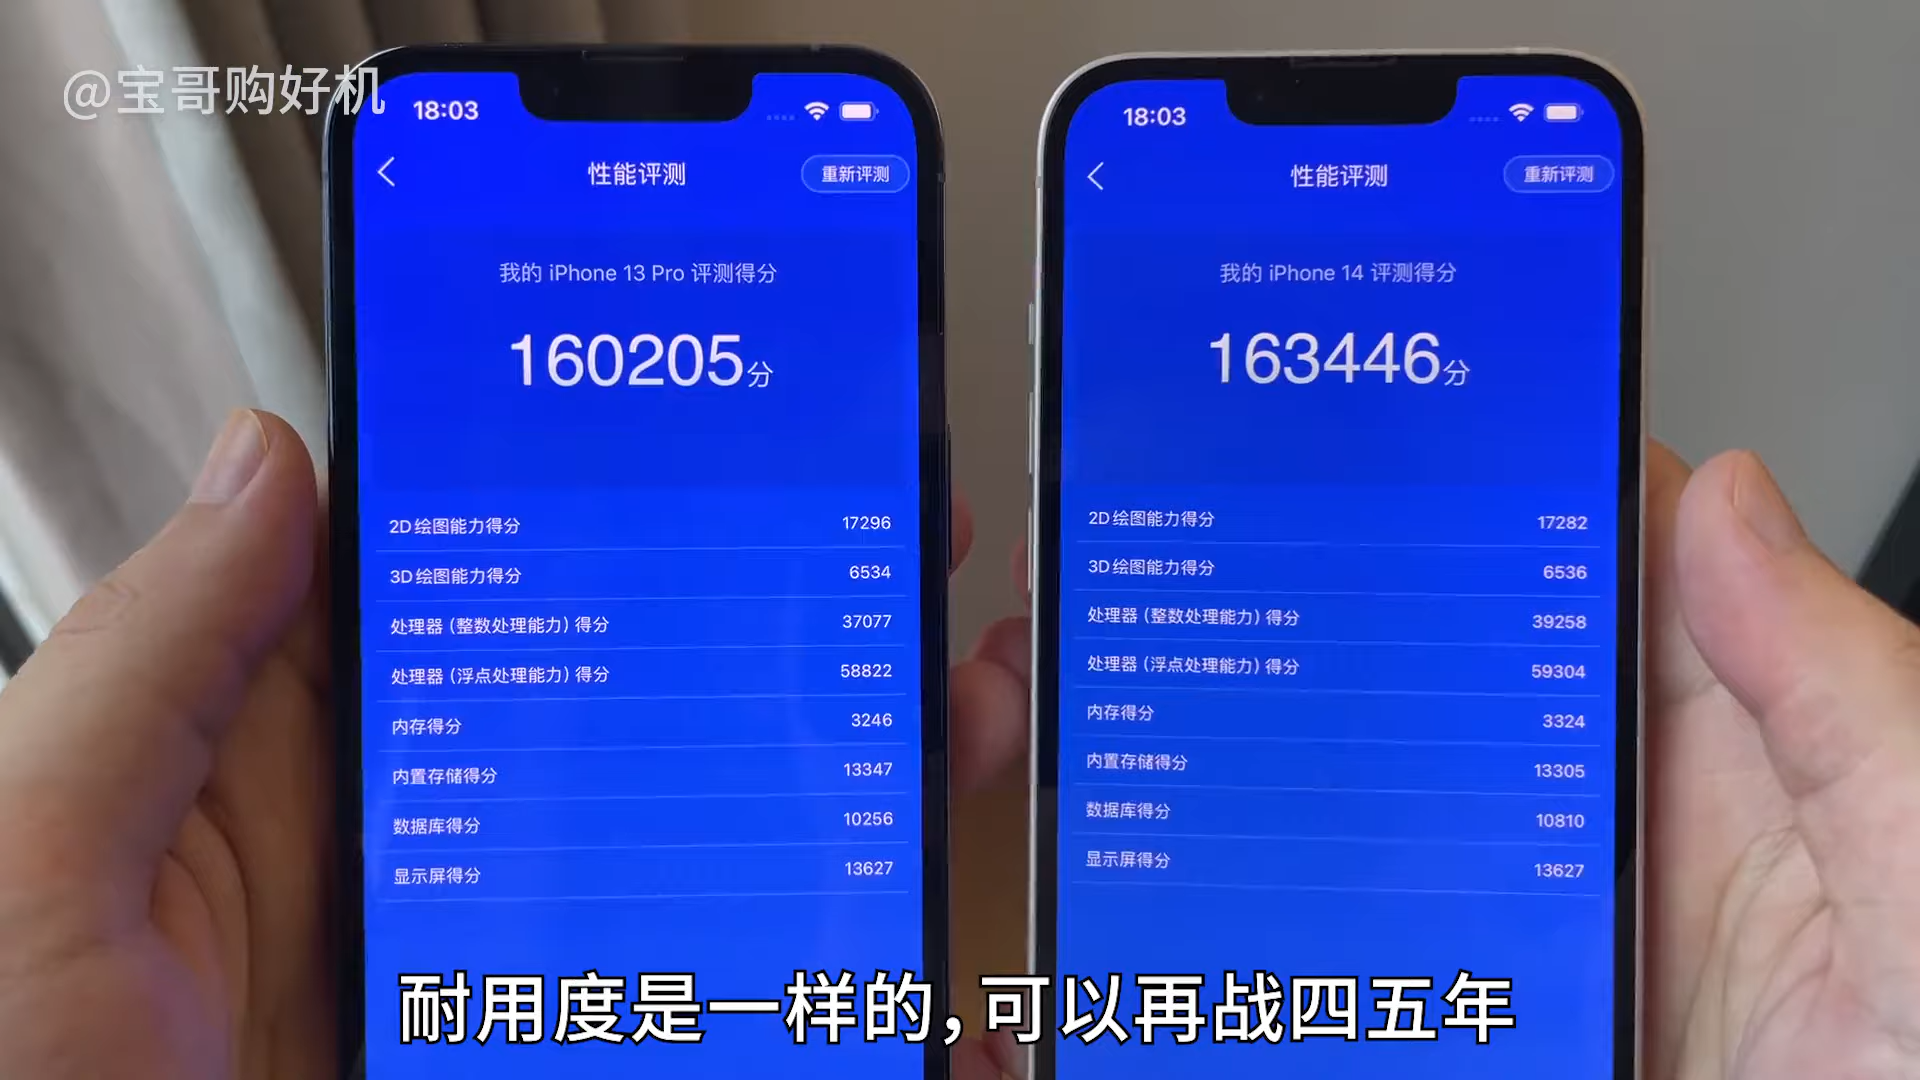 @宝哥购好机
18:03
性能评测
重新评测
我的 iPhone 13 Pro 评测得分
160205分
2D绘图能力得分 17296
3D绘图能力得分 6534
处理器（整数处理能力）得分 37077
处理器（浮点处理能力）得分 58822
内存得分 3246
内置存储得分 13347
数据库得分 10256
显示屏得分 13627
18:03
性能评测
重新评测
我的 iPhone 14 评测得分
163446分
2D绘图能力得分 17282
3D绘图能力得分 6536
处理器（整数处理能力）得分 39258
处理器（浮点处理能力）得分 59304
内存得分 3324
内置存储得分 13305
数据库得分 10810
显示屏得分 13627
耐用度是一样的，可以再战四五年